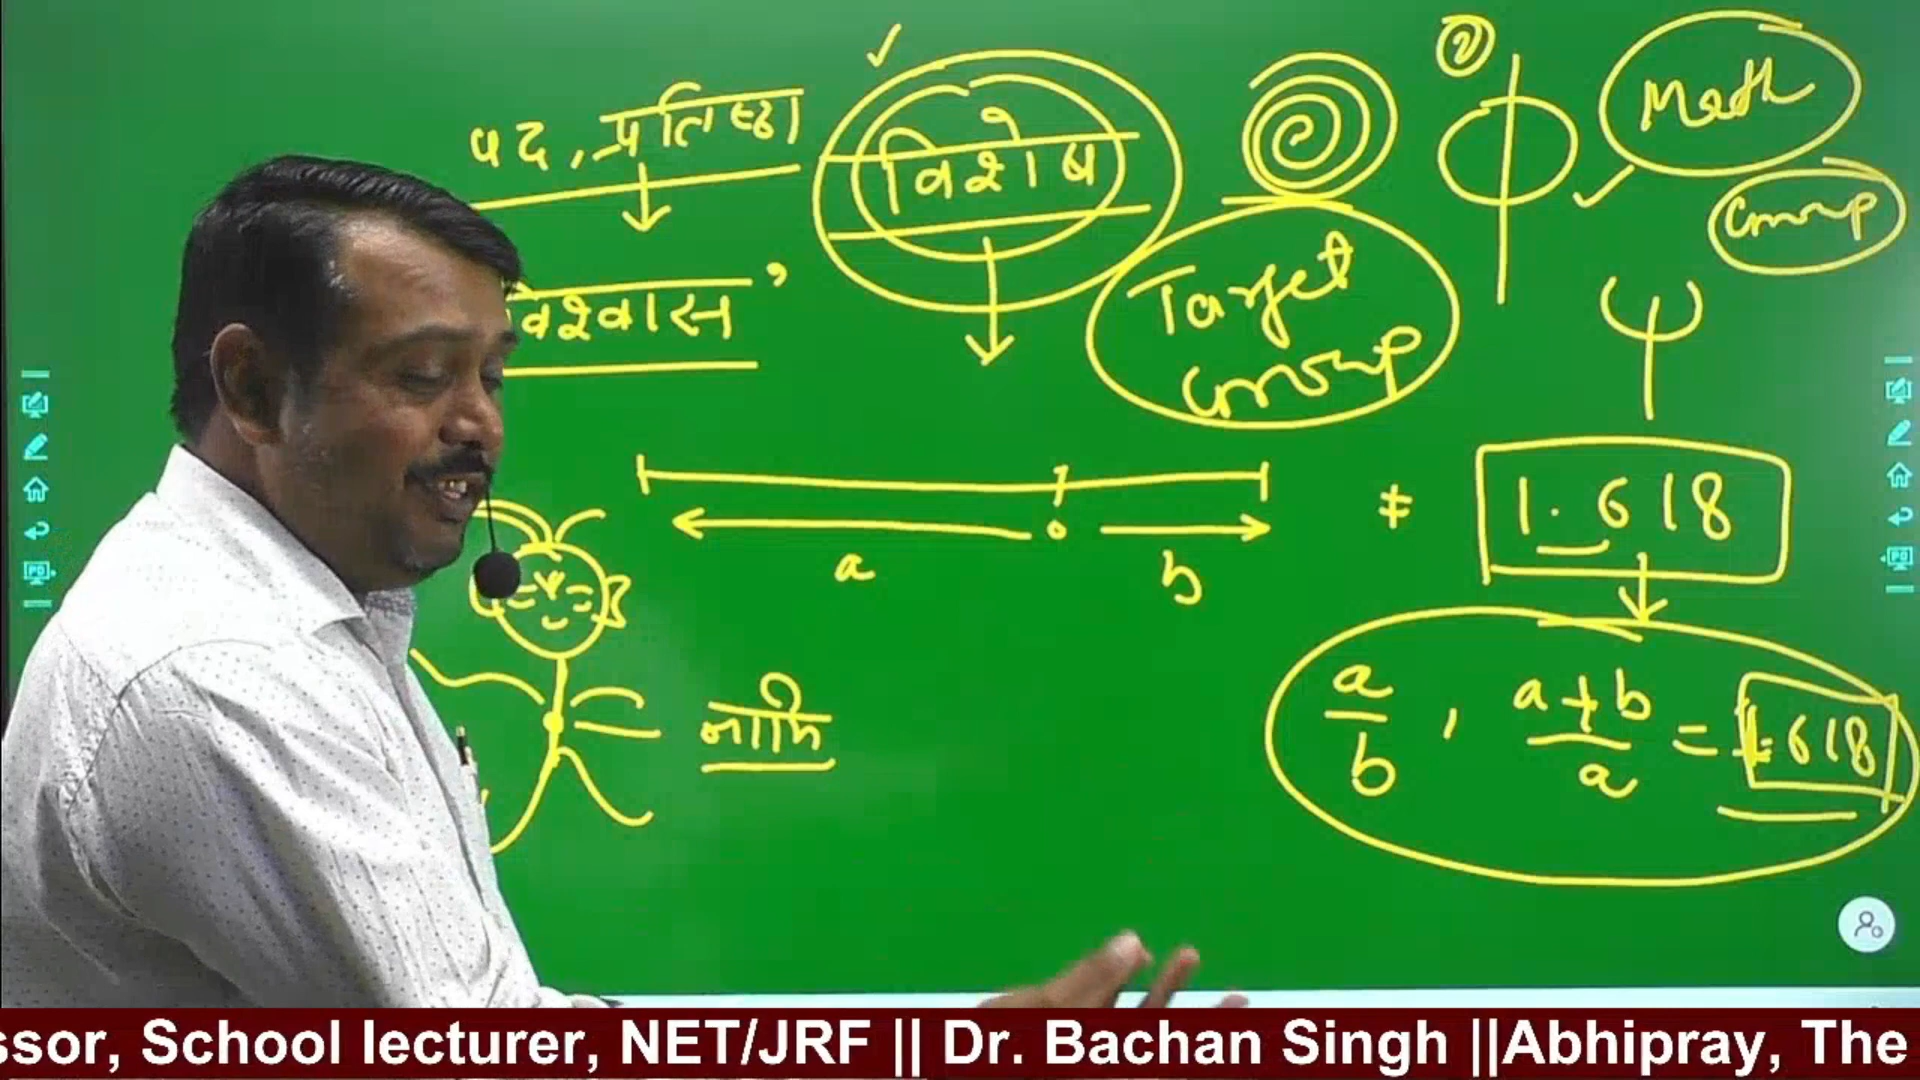 पद, प्रतिष्ठा
विशेष
Math
Group
विश्वास,
Target
Group
1.618
a
b
नाभि
a/b , a+b/a = 1.618
ssor, School lecturer, NET/JRF || Dr. Bachan Singh ||Abhipray, The